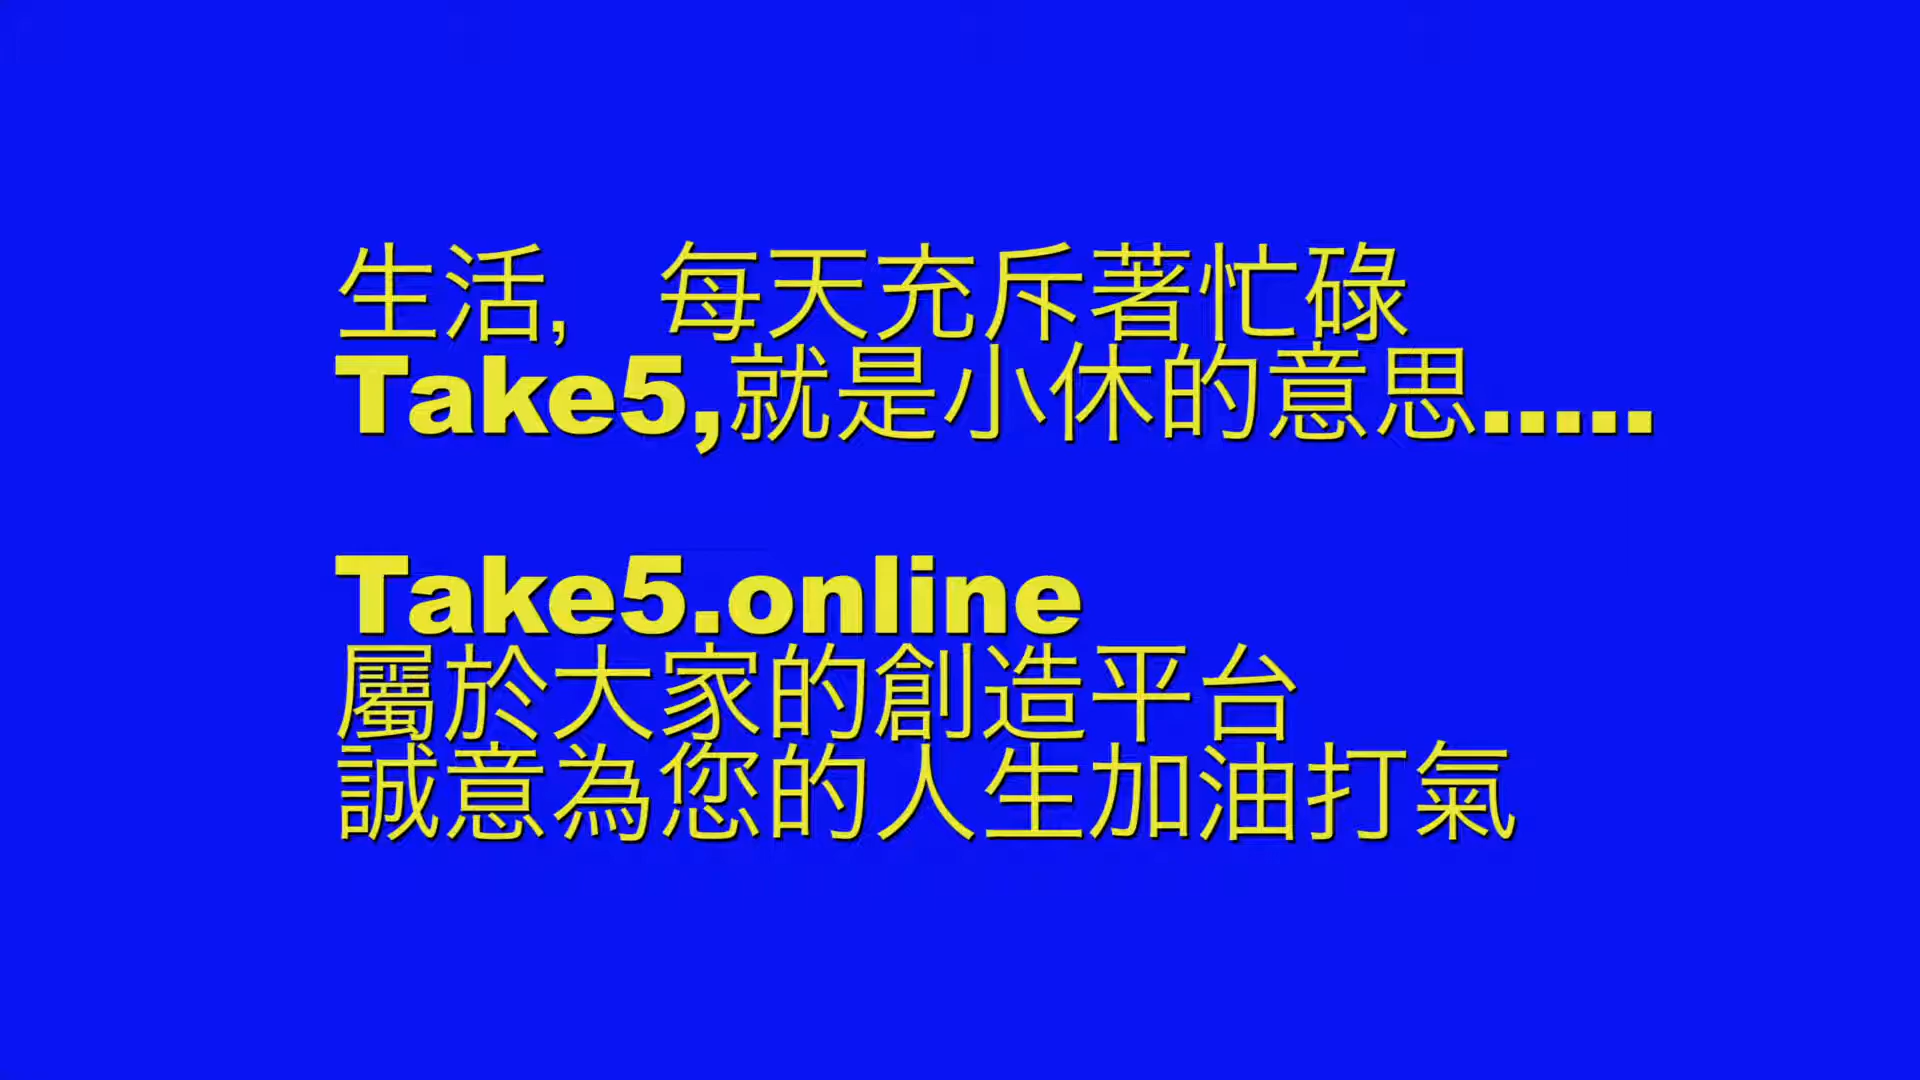 生活,　每天充斥著忙碌
Take5,就是小休的意思.....
Take5.online
屬於大家的創造平台
誠意為您的人生加油打氣